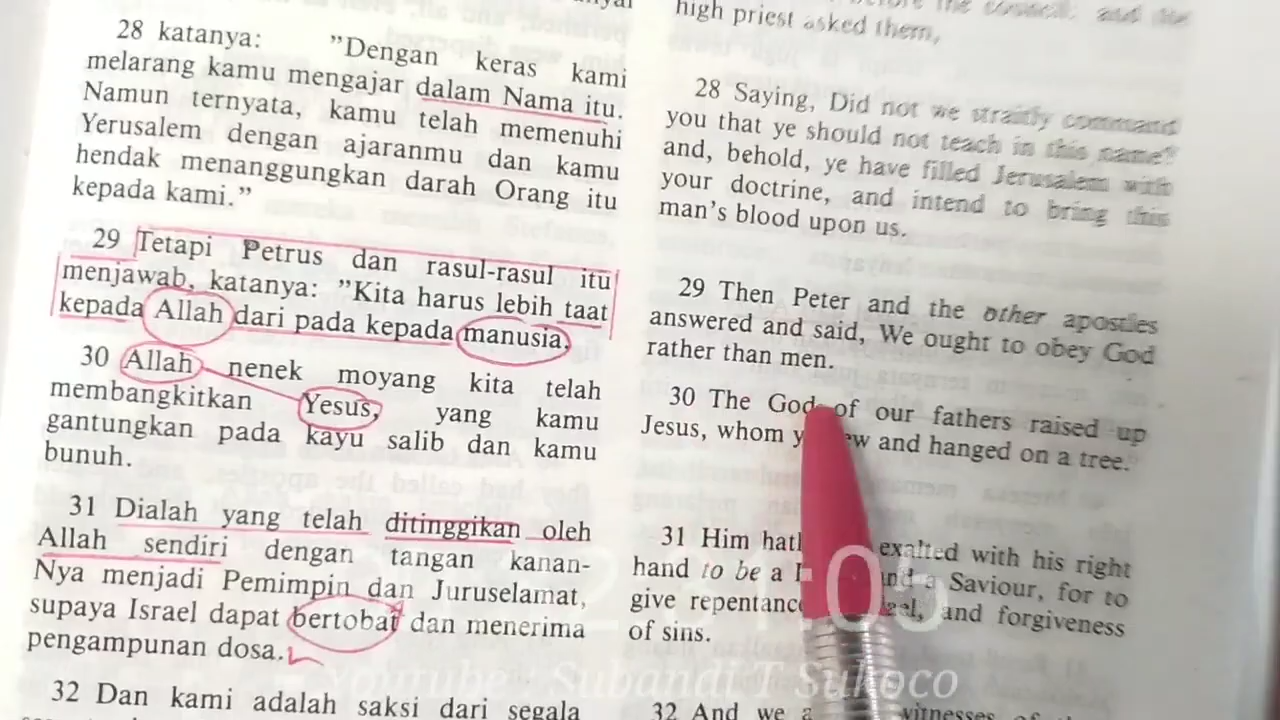 28 katanya: ”Dengan keras kami
melarang kamu mengajar dalam Nama itu.
Namun ternyata, kamu telah memenuhi
Yerusalem dengan ajaranmu dan kamu
hendak menanggungkan darah Orang itu
kepada kami.”
29 Tetapi Petrus dan rasul-rasul itu
menjawab, katanya: ”Kita harus lebih taat
kepada Allah dari pada kepada manusia.
30 Allah nenek moyang kita telah
membangkitkan Yesus, yang kamu
gantungkan pada kayu salib dan kamu
bunuh.
31 Dialah yang telah ditinggikan oleh
Allah sendiri dengan tangan kanan-
Nya menjadi Pemimpin dan Juruselamat,
supaya Israel dapat bertobat dan menerima
pengampunan dosa.
32 Dan kami adalah saksi dari segala
the council: and the
high priest asked them,
28 Saying, Did not we straitly command
you that ye should not teach in this name?
and, behold, ye have filled Jerusalem with
your doctrine, and intend to bring this
man’s blood upon us.
29 Then Peter and the other apostles
answered and said, We ought to obey God
rather than men.
30 The God of our fathers raised up
Jesus, whom and hanged on a tree.
31 Him exalted with his right
hand to be a and a Saviour, for to
give repentance and forgiveness
of sins.
32 And we witnesses of
1:05
Youtube: Subandi T Sukoco